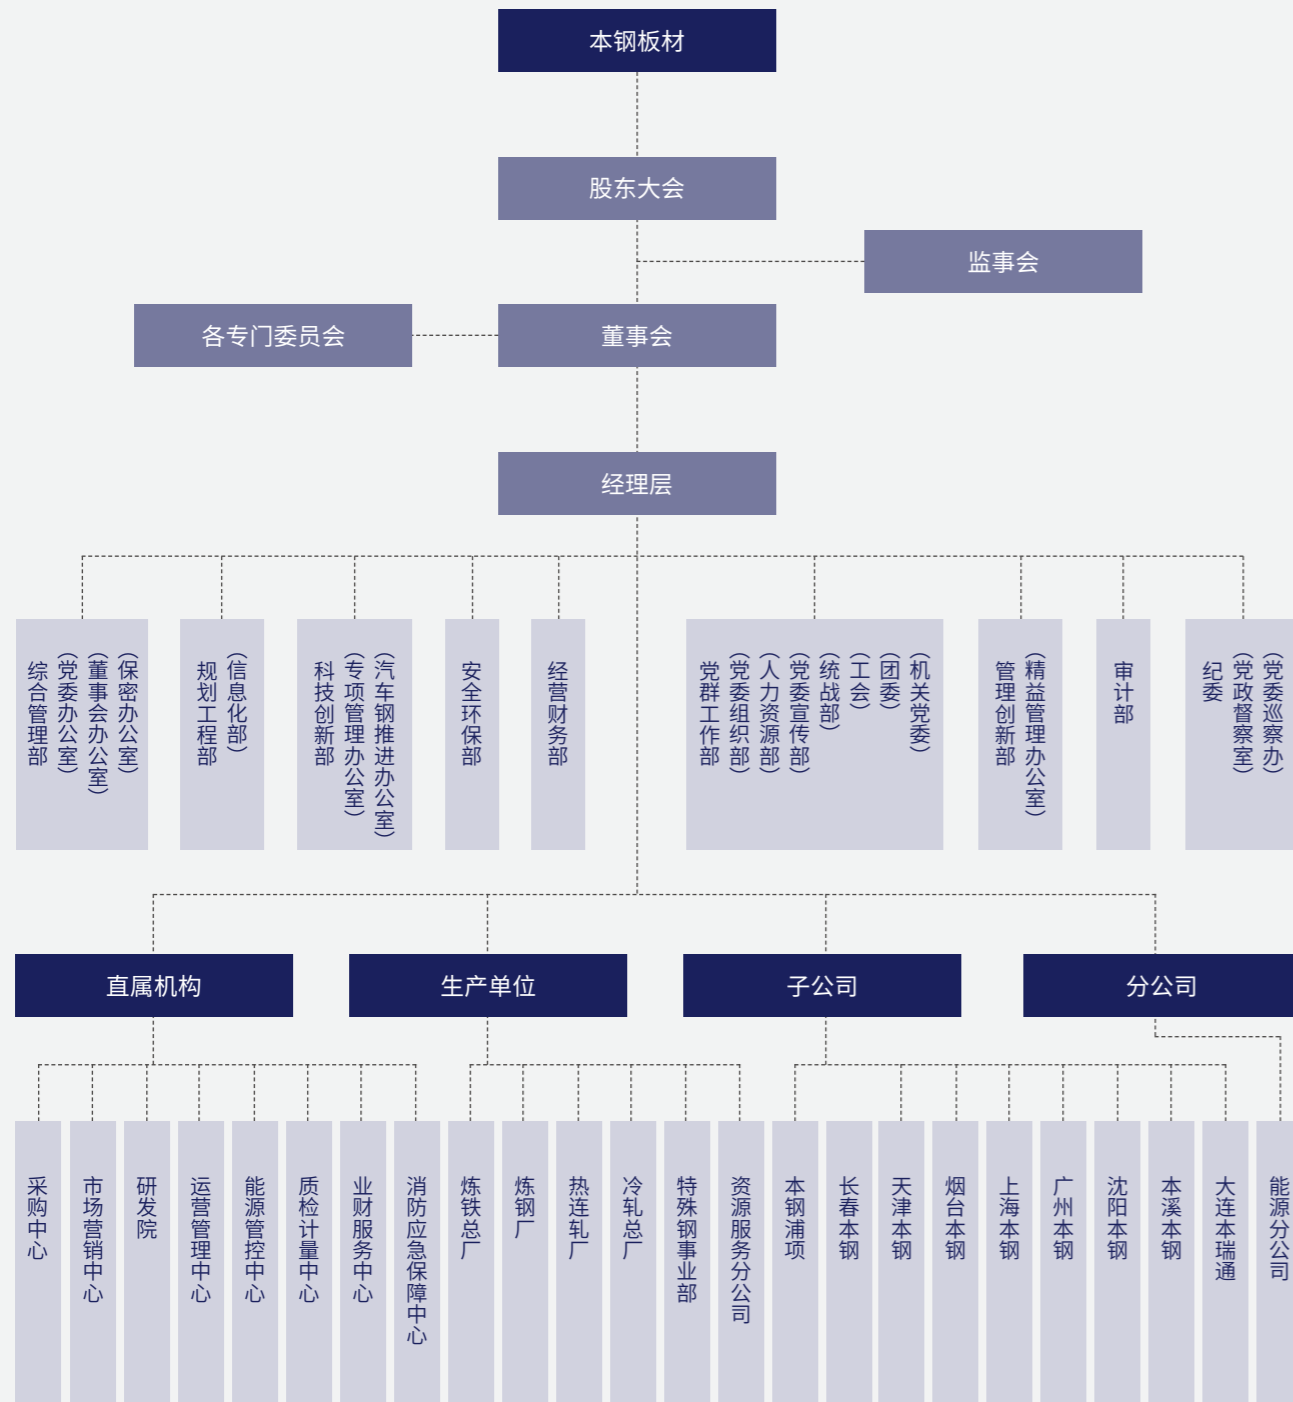 本钢板材
股东大会
监事会
各专门委员会
董事会
经理层
综合管理部
（党委办公室）
（董事会办公室）
（保密办公室）
规划工程部
（信息化部）
科技创新部
（专项管理办公室）
（汽车钢推进办公室）
安全环保部
经营财务部
党群工作部
（党委组织部）
（人力资源部）
（党委宣传部）
（统战部）
（工会）
（团委）
（机关党委）
管理创新部
（精益管理办公室）
审计部
纪委
（党政督察室）
（党委巡察办）
直属机构
生产单位
子公司
分公司
采购中心
市场营销中心
研发院
运营管理中心
能源管控中心
质检计量中心
业财服务中心
消防应急保障中心
炼铁总厂
炼钢厂
热连轧厂
冷轧总厂
特殊钢事业部
资源服务分公司
本钢浦项
长春本钢
天津本钢
烟台本钢
上海本钢
广州本钢
沈阳本钢
本溪本钢
大连本瑞通
能源分公司